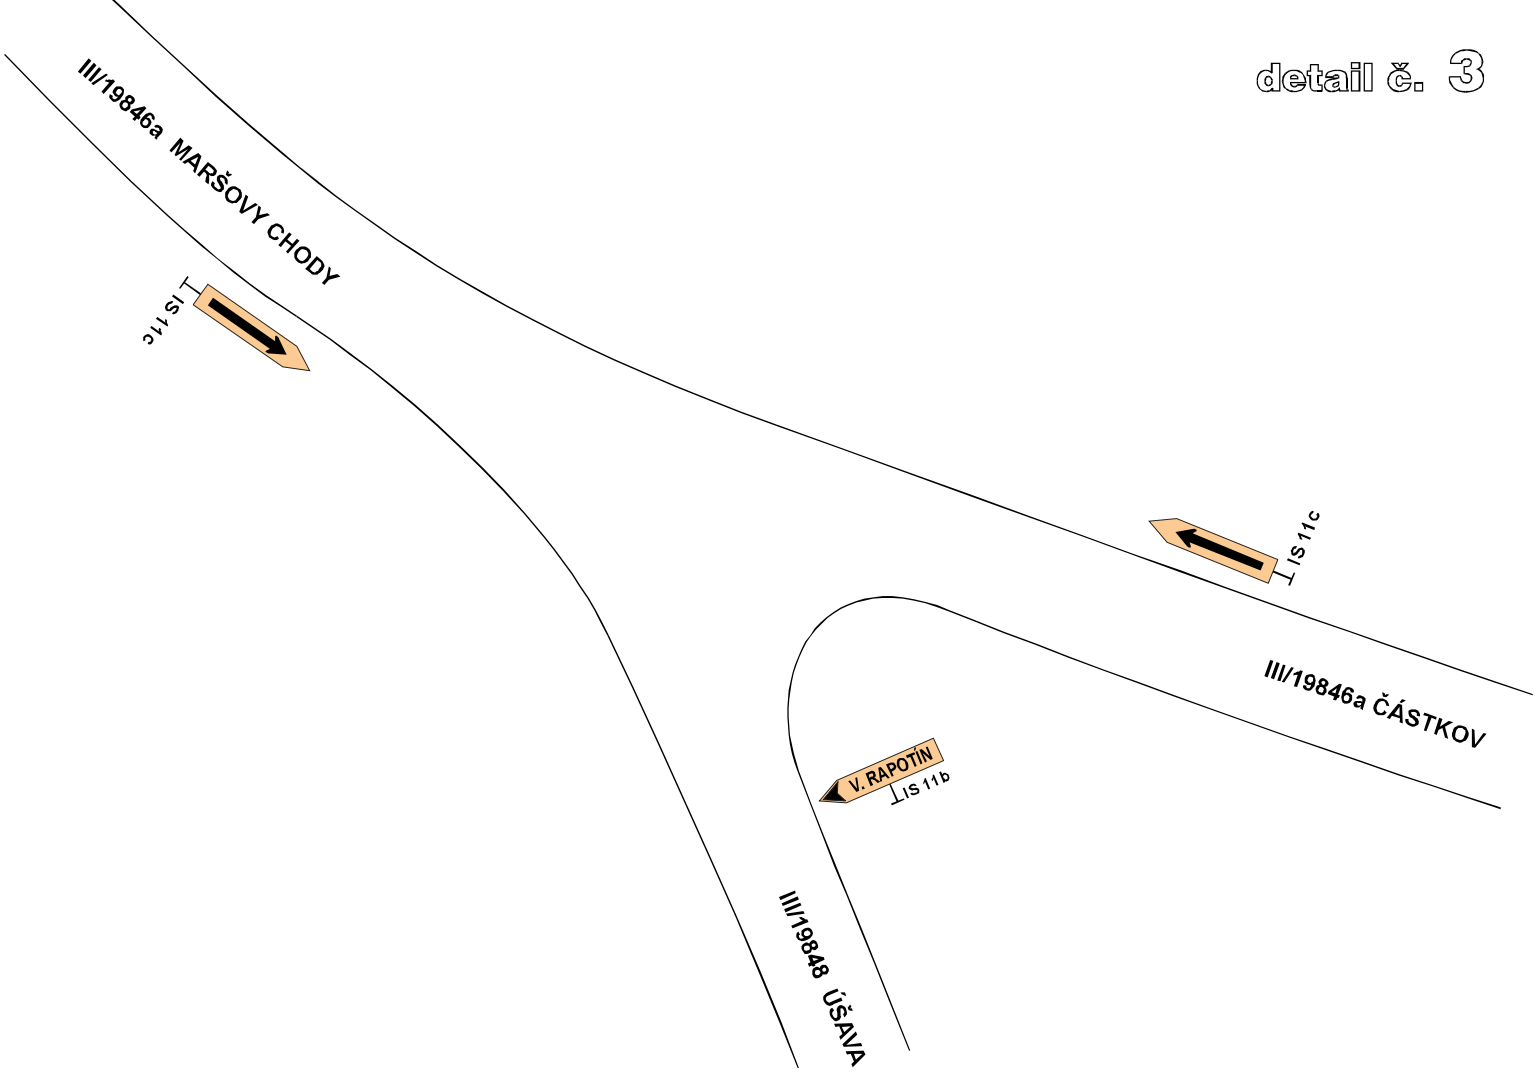 detail č. 3
III/19846a MARŠOVY CHODY
IS 11c
IS 11c
III/19846a ČÁSTKOV
V. RAPOTÍN
IS 11b
III/19848 ÚŠAVA